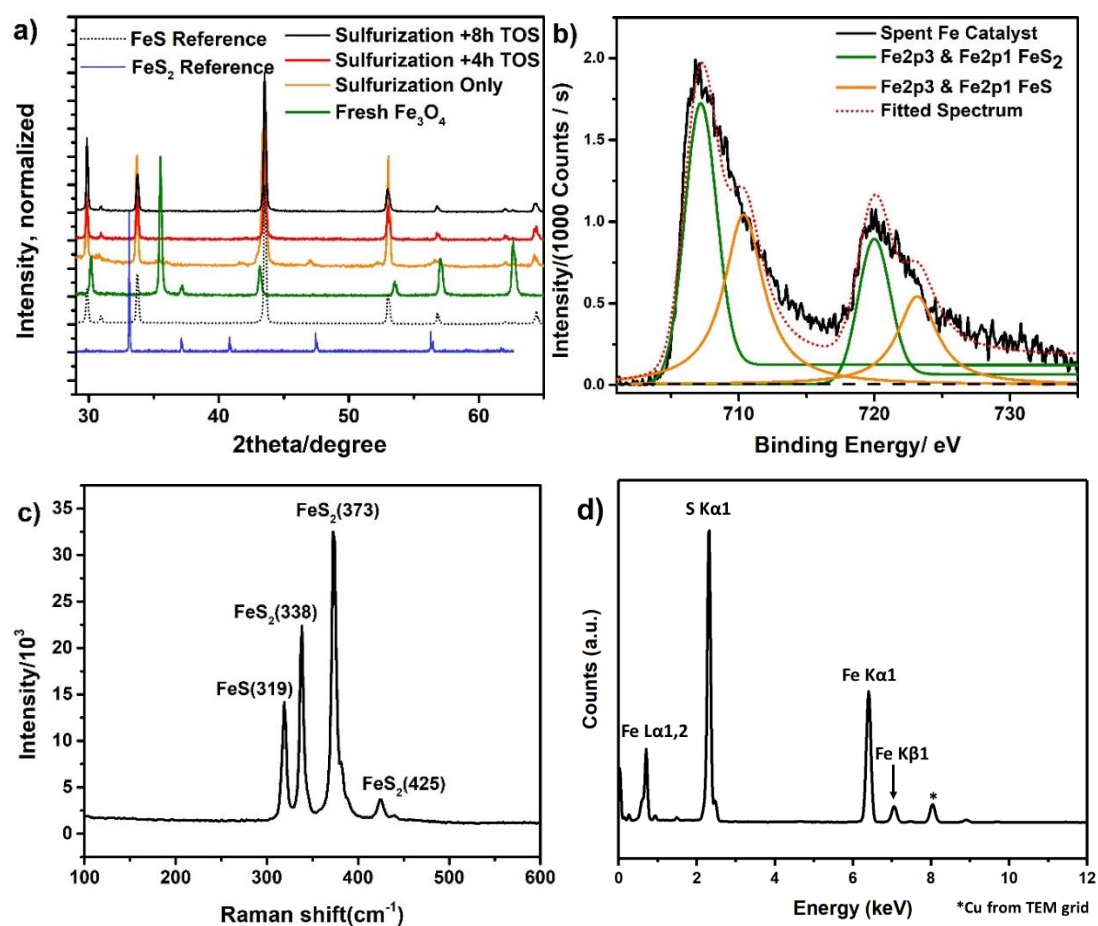 a)
FeS Reference
FeS₂ Reference
Sulfurization +8h TOS
Sulfurization +4h TOS
Sulfurization Only
Fresh Fe₃O₄
Intensity, normalized
30 40 50 60
2theta/degree
b)
Spent Fe Catalyst
Fe2p3 & Fe2p1 FeS₂
Fe2p3 & Fe2p1 FeS
Fitted Spectrum
Intensity/(1000 Counts / s)
2.0
1.5
1.0
0.5
0.0
710 720 730
Binding Energy/ eV
c)
Intensity/10³
35
30
25
20
15
10
5
0
FeS₂(373)
FeS₂(338)
FeS(319)
FeS₂(425)
100 200 300 400 500 600
Raman shift(cm⁻¹)
d)
Counts (a.u.)
S Kα1
Fe Kα1
Fe Lα1,2
Fe Kβ1
*
0 2 4 6 8 10 12
Energy (keV)
*Cu from TEM grid